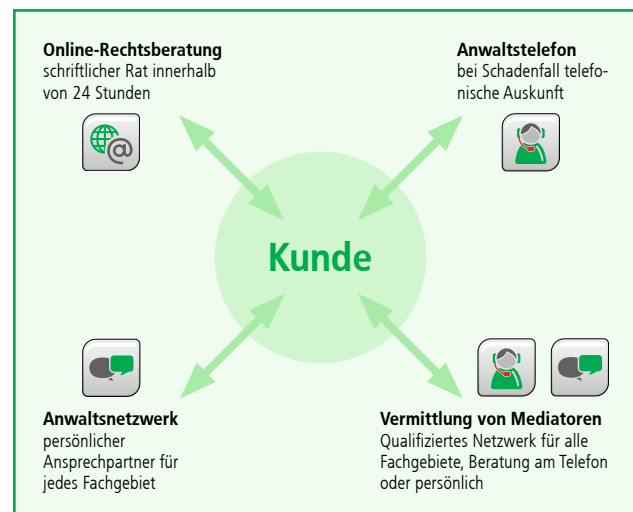 Online-Rechtsberatung
schriftlicher Rat innerhalb
von 24 Stunden
@
Anwaltstelefon
bei Schadenfall telefo-
nische Auskunft
Kunde
Anwaltsnetzwerk
persönlicher
Ansprechpartner für
jedes Fachgebiet
Vermittlung von Mediatoren
Qualifiziertes Netzwerk für alle
Fachgebiete, Beratung am Telefon
oder persönlich